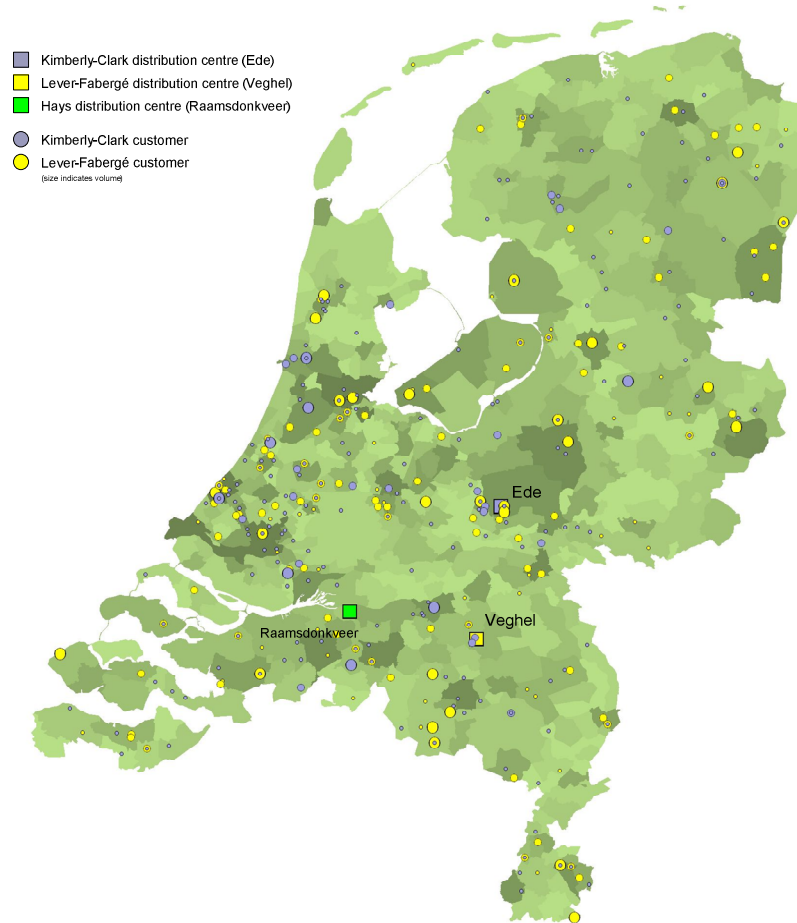 Kimberly-Clark distribution centre (Ede)
Lever-Fabergé distribution centre (Veghel)
Hays distribution centre (Raamsdonkveer)
Kimberly-Clark customer
Lever-Fabergé customer
(size indicates volume)
Ede
Veghel
Raamsdonkveer